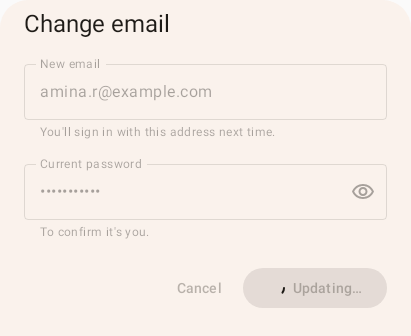 Change email
New email
amina.r@example.com
You'll sign in with this address next time.
Current password
•••••••••••
To confirm it's you.
Cancel
Updating…